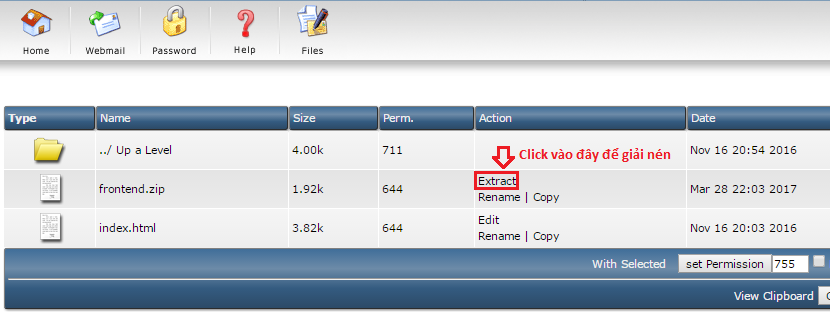 Home Webmail Password Help Files
Type Name Size Perm. Action Date
../ Up a Level 4.00k 711 Nov 16 20:54 2016
Click vào đây để giải nén
Extract
frontend.zip 1.92k 644 Mar 28 22:03 2017
Rename | Copy
Edit
index.html 3.82k 644 Nov 16 20:03 2016
Rename | Copy
With Selected set Permission 755
View Clipboard